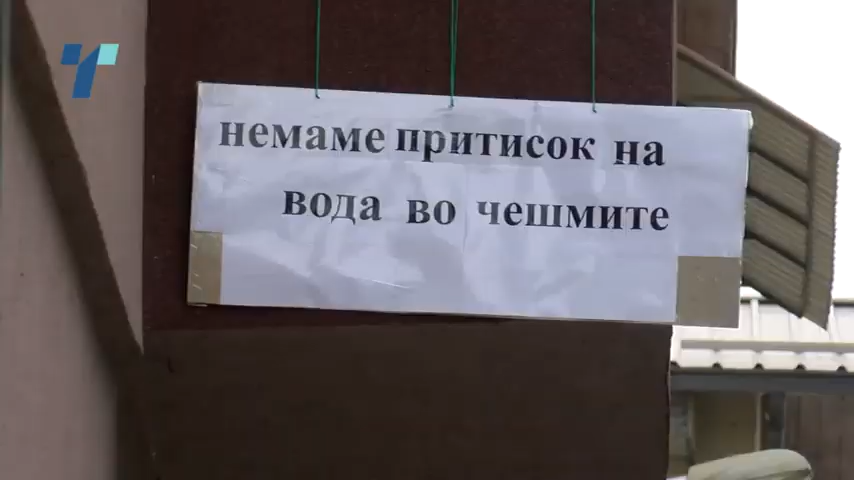 немаме притисок на
вода во чешмите